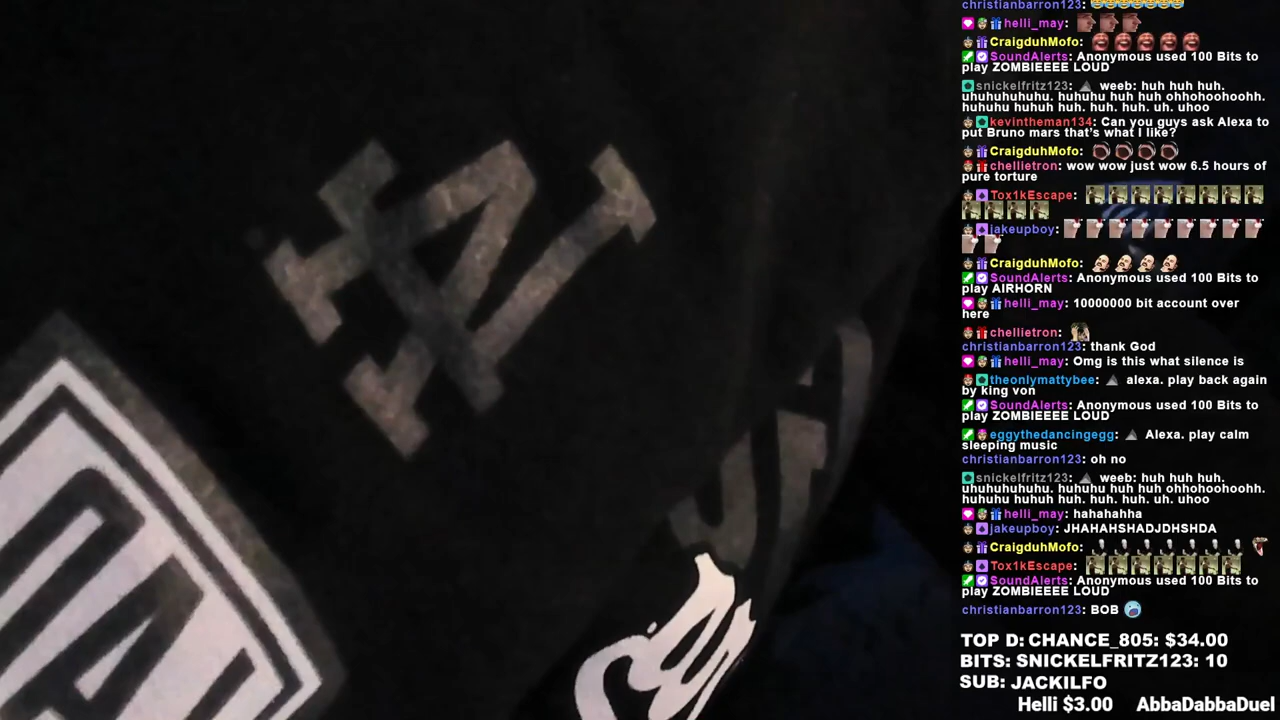 christianbarron123:
helli_may:
CraigduhMofo:
SoundAlerts: Anonymous used 100 Bits to
play ZOMBIEEEE LOUD
snickelfritz123: weeb: huh huh huh.
uhuhuhuhuhu. huhuhu huh huh ohhohoohoohh.
huhuhu huhuh huh. huh. huh. uh. uhoo
kevintheman134: Can you guys ask Alexa to
put Bruno mars that's what I like?
CraigduhMofo:
chellietron: wow wow just wow 6.5 hours of
pure torture
Tox1kEscape:
jakeupboy:
CraigduhMofo:
SoundAlerts: Anonymous used 100 Bits to
play AIRHORN
helli_may: 10000000 bit account over
here
chellietron:
christianbarron123: thank God
helli_may: Omg is this what silence is
theonlymattybee: alexa. play back again
by king von
SoundAlerts: Anonymous used 100 Bits to
play ZOMBIEEEE LOUD
eggythedancingegg: Alexa. play calm
sleeping music
christianbarron123: oh no
snickelfritz123: weeb: huh huh huh.
uhuhuhuhuhu. huhuhu huh huh ohhohoohoohh.
huhuhu huhuh huh. huh. huh. uh. uhoo
helli_may: hahahahha
jakeupboy: JHAHAHSHADJDHSHDA
CraigduhMofo:
Tox1kEscape:
SoundAlerts: Anonymous used 100 Bits to
play ZOMBIEEEE LOUD
christianbarron123: BOB
TOP D: CHANCE_805: $34.00
BITS: SNICKELFRITZ123: 10
SUB: JACKILFO
Helli $3.00 AbbaDabbaDuel